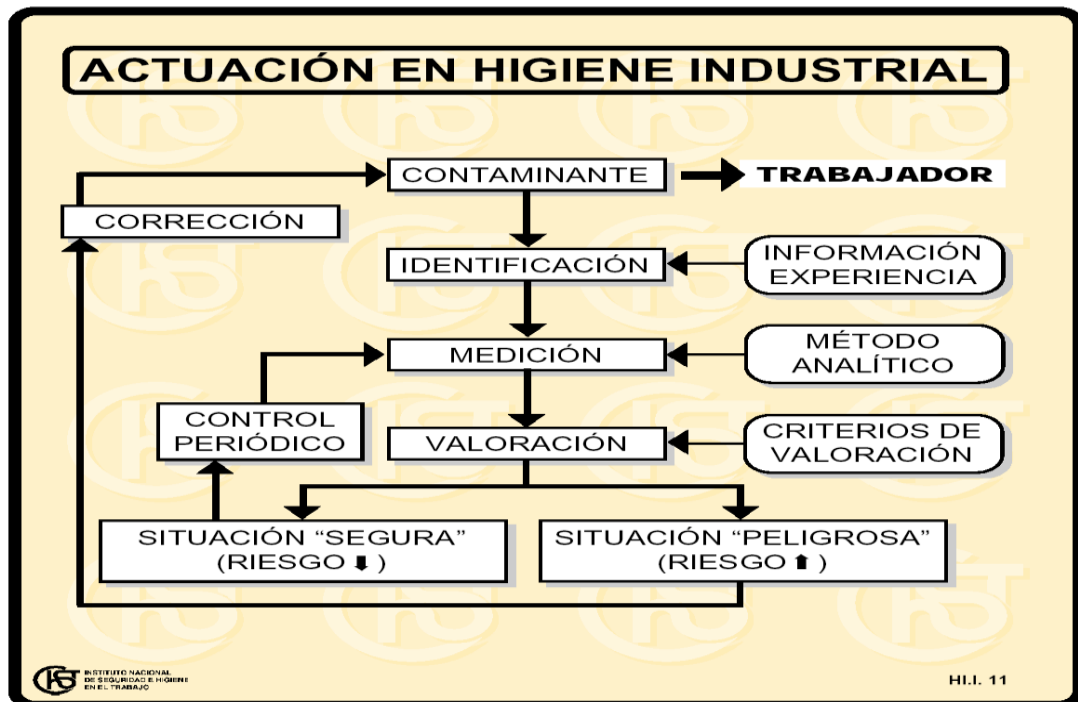 ACTUACIÓN EN HIGIENE INDUSTRIAL
CONTAMINANTE
TRABAJADOR
CORRECCIÓN
IDENTIFICACIÓN
INFORMACIÓN
EXPERIENCIA
MEDICIÓN
MÉTODO
ANALÍTICO
CONTROL
PERIÓDICO
VALORACIÓN
CRITERIOS DE
VALORACIÓN
SITUACIÓN “SEGURA”
(RIESGO ⬇ )
SITUACIÓN “PELIGROSA”
(RIESGO ⬆ )
INSTITUTO NACIONAL
DE SEGURIDAD E HIGIENE
EN EL TRABAJO
HI.I. 11